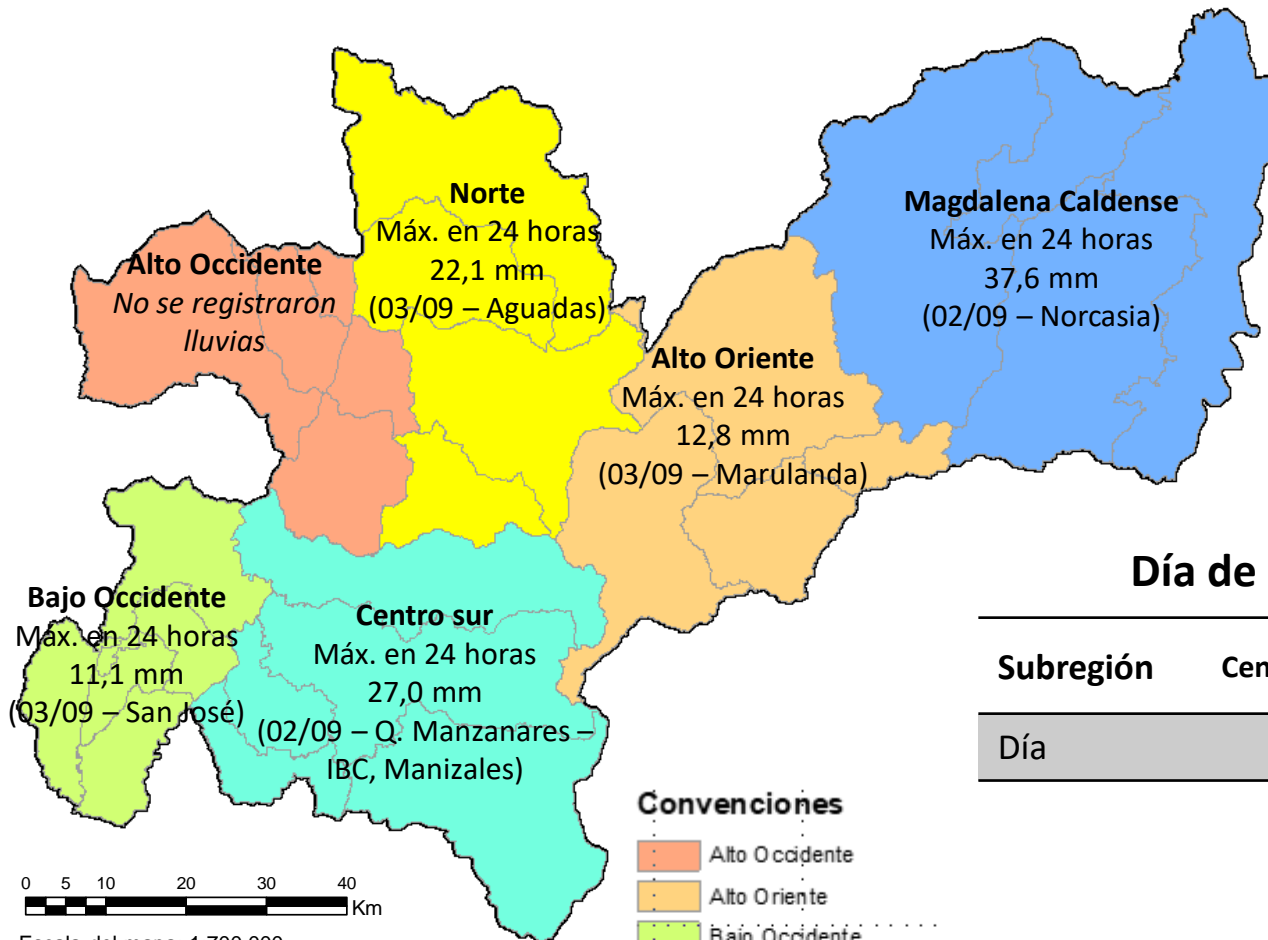 Norte
Máx. en 24 horas
22,1 mm
(03/09 – Aguadas)
Magdalena Caldense
Máx. en 24 horas
37,6 mm
(02/09 – Norcasia)
Alto Occidente
No se registraron
lluvias
Alto Oriente
Máx. en 24 horas
12,8 mm
(03/09 – Marulanda)
Bajo Occidente
Máx. en 24 horas
11,1 mm
(03/09 – San José)
Centro sur
Máx. en 24 horas
27,0 mm
(02/09 – Q. Manzanares –
IBC, Manizales)
Día de
Subregión Cen
Día
Convenciones
Alto Occidente
Alto Oriente
Bajo Occidente
0 5 10 20 30 40
Km